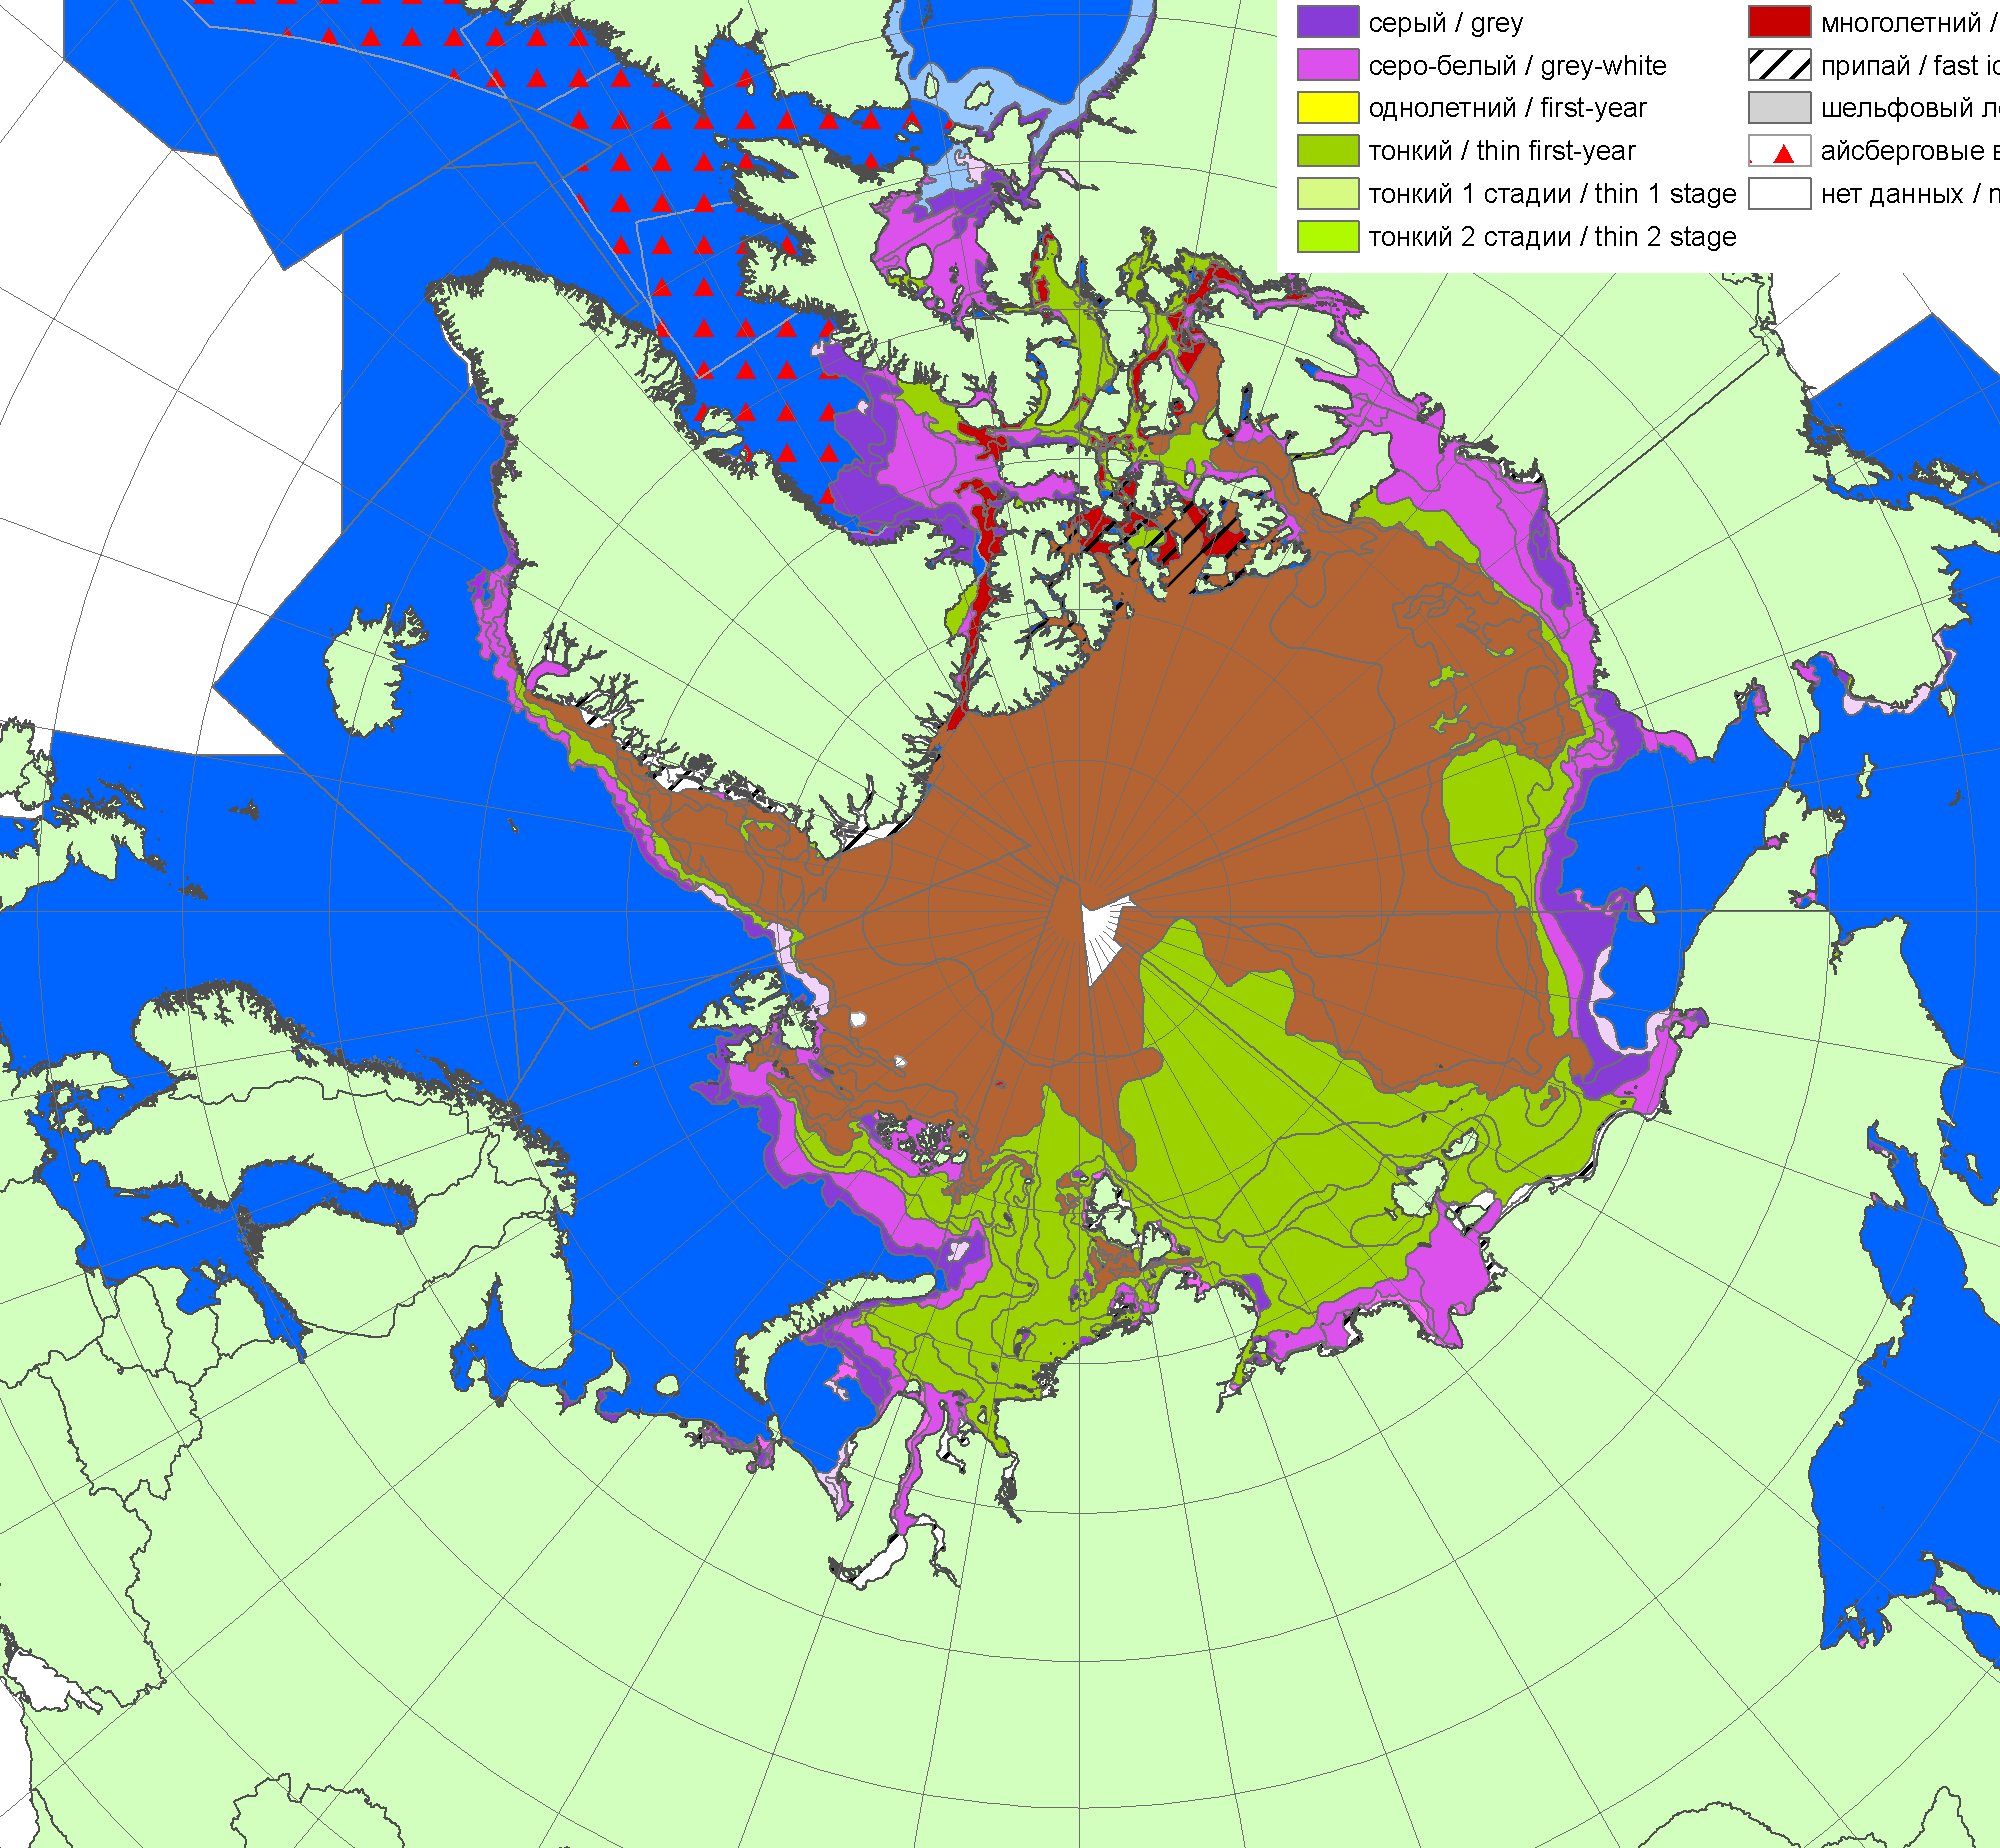 серый / grey
серо-белый / grey-white
однолетний / first-year
тонкий / thin first-year
тонкий 1 стадии / thin 1 stage
тонкий 2 стадии / thin 2 stage
многолетний /
припай / fast
шельфовый
айсберговые
нет данных /